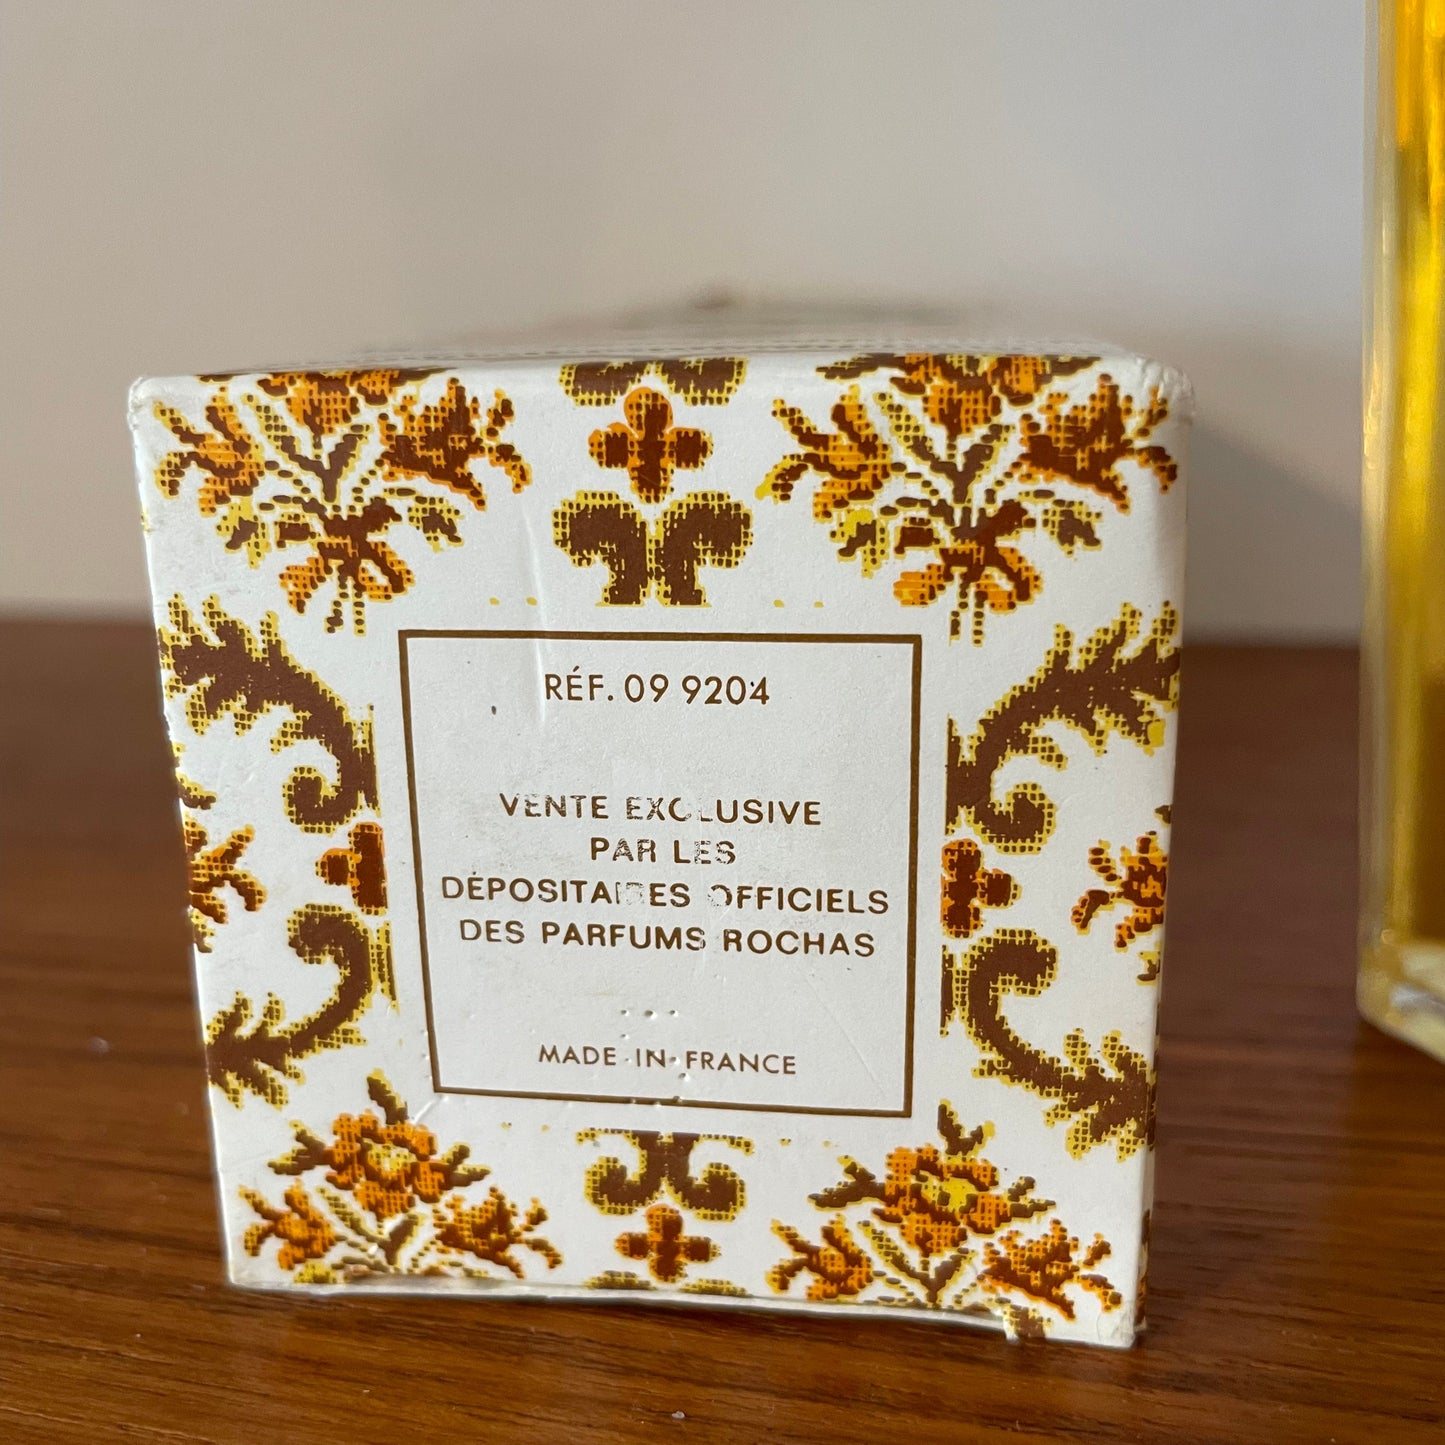 RÉF. 09 9204
VENTE EXCLUSIVE
PAR LES
DÉPOSITAIRES OFFICIELS
DES PARFUMS ROCHAS
MADE IN FRANCE